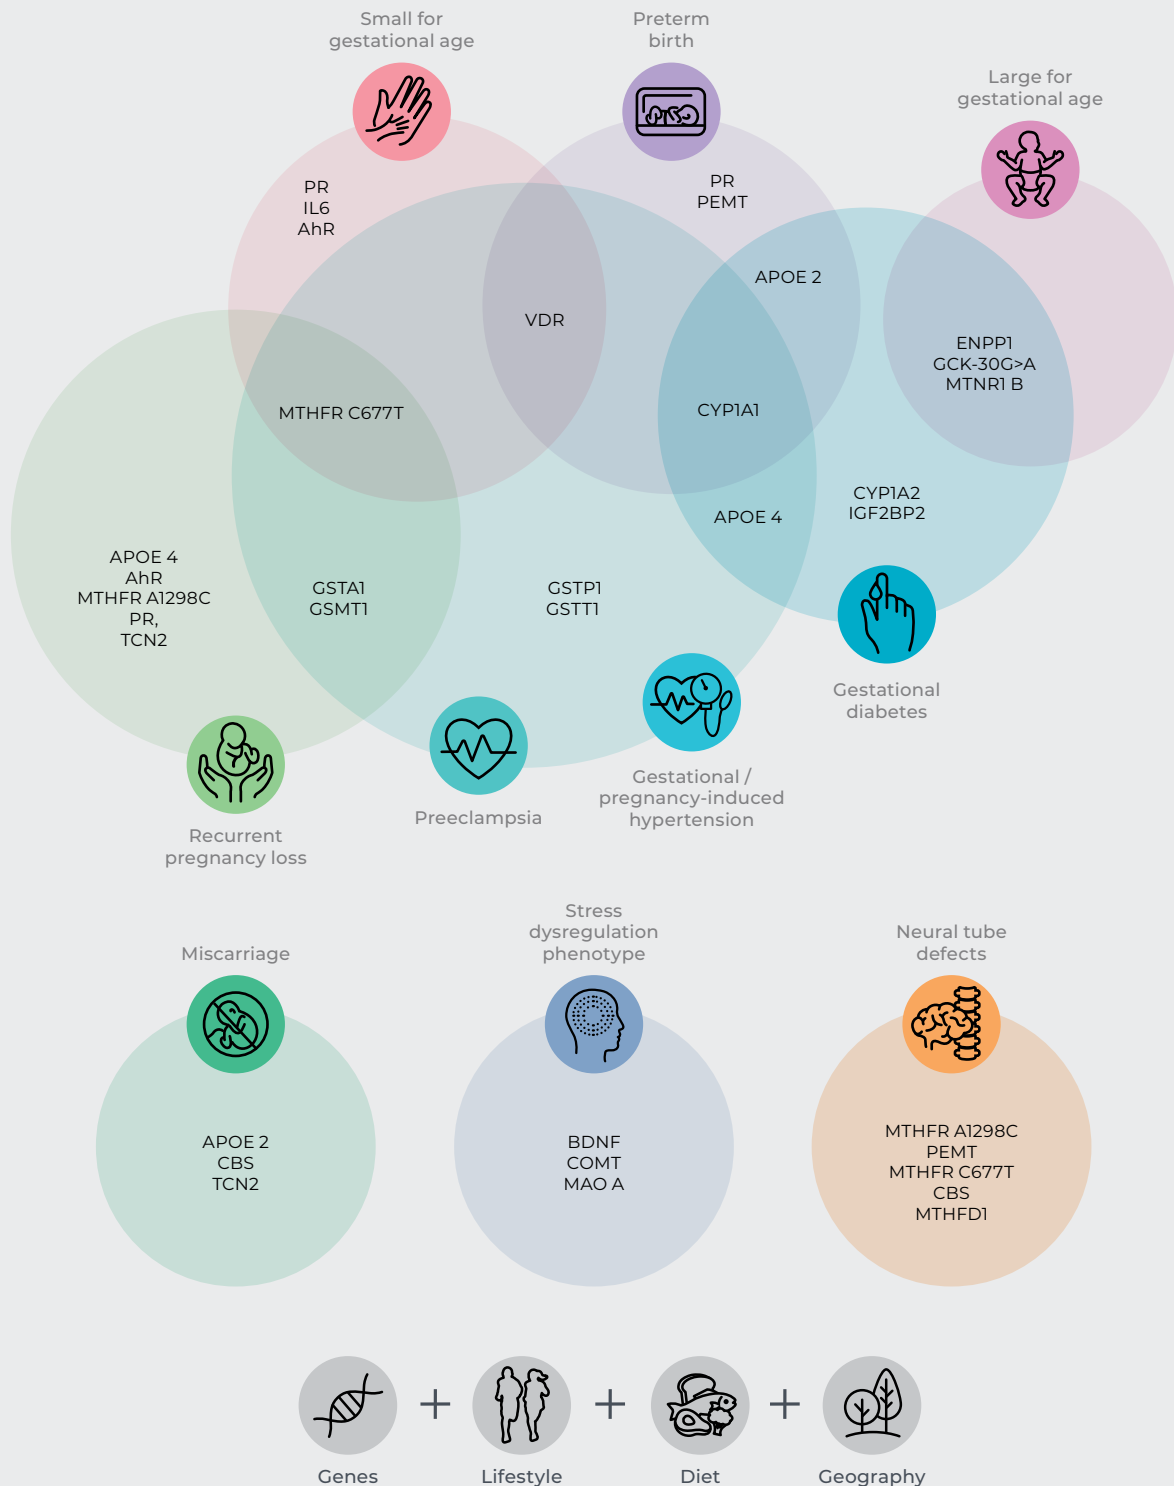 Small for
gestational age
Preterm
birth
Large for
gestational age
PR
IL6
AhR
PR
PEMT
APOE 2
VDR
ENPP1
GCK-30G>A
MTNR1 B
MTHFR C677T
CYP1A1
CYP1A2
IGF2BP2
APOE 4
APOE 4
AhR
MTHFR A1298C
PR,
TCN2
GSTA1
GSMT1
GSTP1
GSTT1
Gestational
diabetes
Gestational /
pregnancy-induced
hypertension
Preeclampsia
Recurrent
pregnancy loss
Miscarriage
Stress
dysregulation
phenotype
Neural tube
defects
APOE 2
CBS
TCN2
BDNF
COMT
MAO A
MTHFR A1298C
PEMT
MTHFR C677T
CBS
MTHFD1
+ + +
Genes
Lifestyle
Diet
Geography